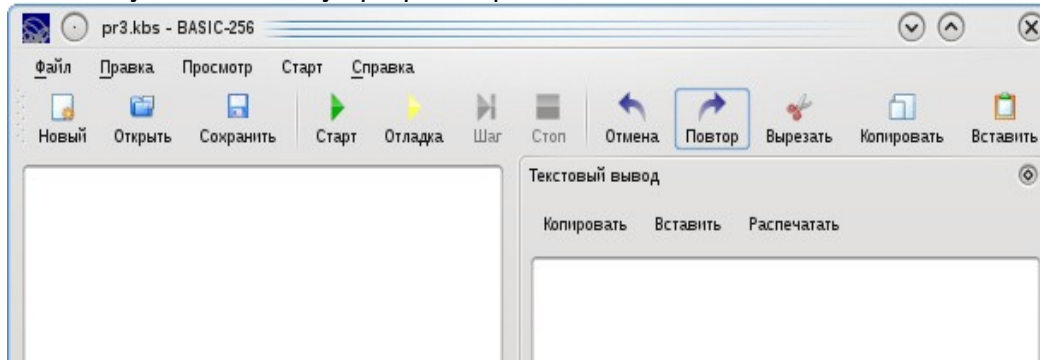 pr3.kbs - BASIC-256
Файл Правка Просмотр Старт Справка
Новый Открыть Сохранить Старт Отладка Шаг Стоп Отмена Повтор Вырезать Копировать Вставить
Текстовый вывод
Копировать Вставить Распечатать